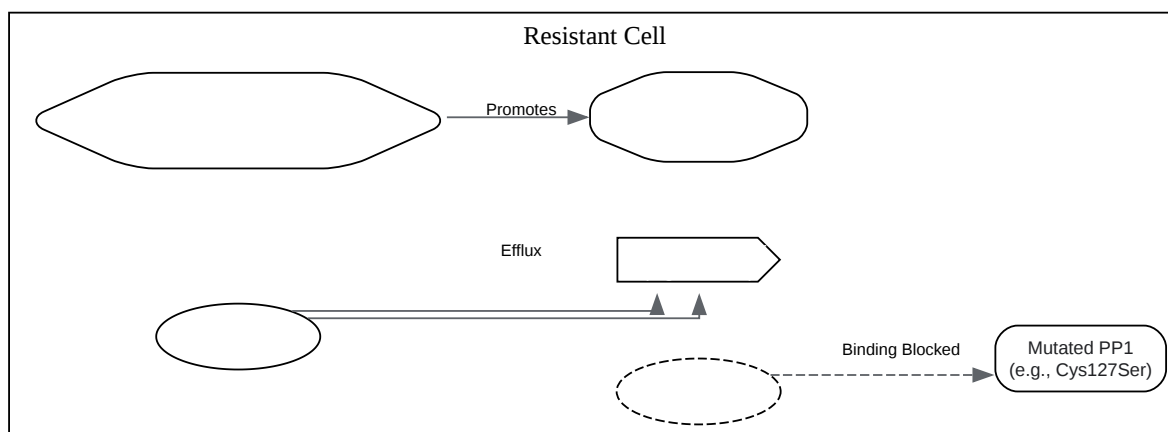 Resistant Cell
Promotes
Efflux
Binding Blocked
Mutated PP1
(e.g., Cys127Ser)